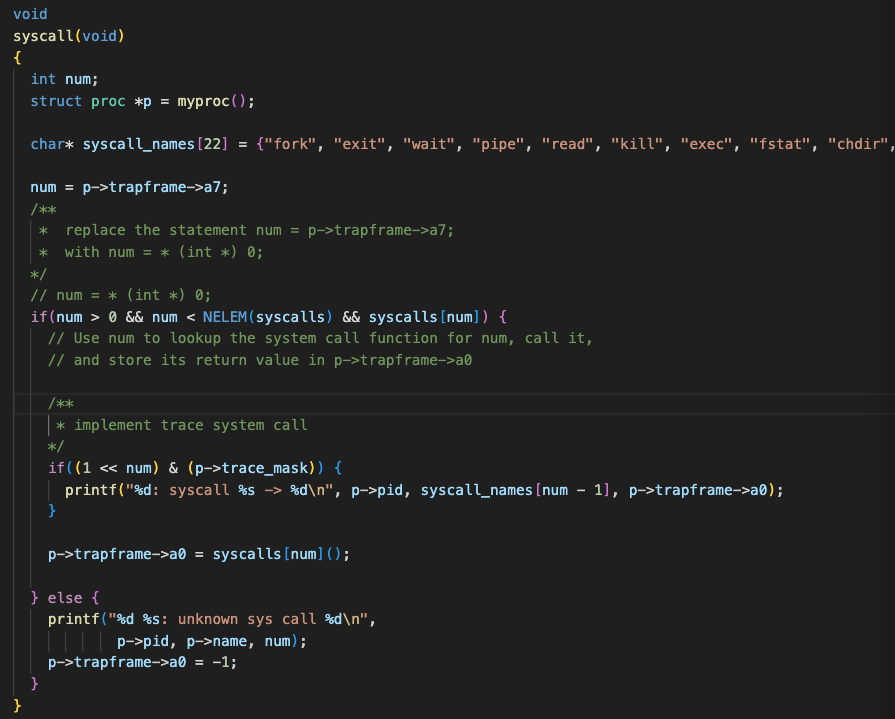 void
syscall(void)
{
  int num;
  struct proc *p = myproc();

  char* syscall_names[22] = {"fork", "exit", "wait", "pipe", "read", "kill", "exec", "fstat", "chdir",

  num = p->trapframe->a7;
  /**
   *  replace the statement num = p->trapframe->a7;
   *  with num = * (int *) 0;
  */
  // num = * (int *) 0;
  if(num > 0 && num < NELEM(syscalls) && syscalls[num]) {
    // Use num to lookup the system call function for num, call it,
    // and store its return value in p->trapframe->a0

    /**
     * implement trace system call
    */
    if((1 << num) & (p->trace_mask)) {
      printf("%d: syscall %s -> %d\n", p->pid, syscall_names[num - 1], p->trapframe->a0);
    }

    p->trapframe->a0 = syscalls[num]();

  } else {
    printf("%d %s: unknown sys call %d\n",
            p->pid, p->name, num);
    p->trapframe->a0 = -1;
  }
}